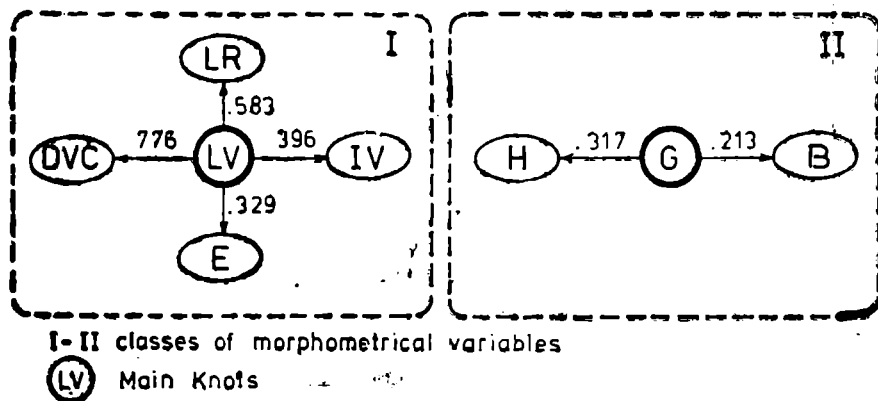 LR I II
.583
DVC 776 LV 396 IV H .317 G .213 B
.329
E
I-II classes of morphometrical variables
LV Main Knots